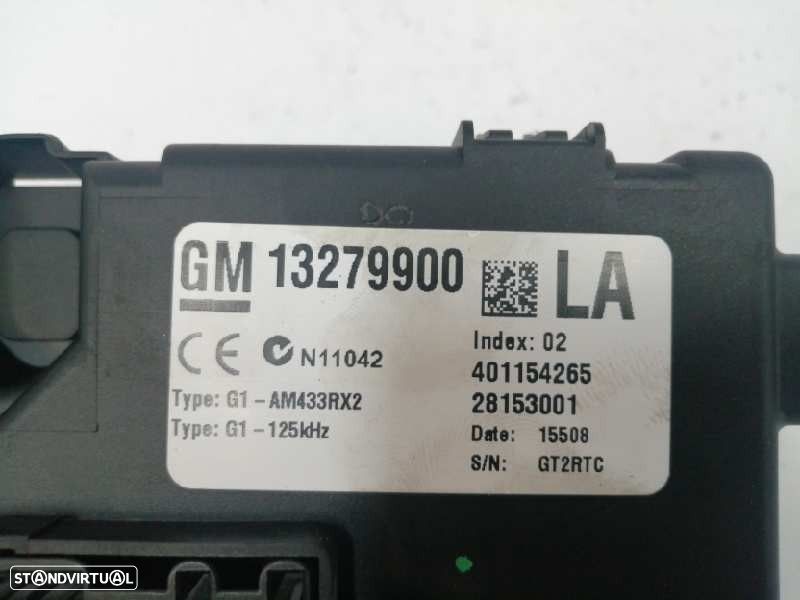 GM 13279900 LA
Index: 02
CE N11042
401154265
Type: G1-AM433RX2
28153001
Type: G1-125kHz
Date: 15508
S/N: GT2RTC
STANDVIRTUAL